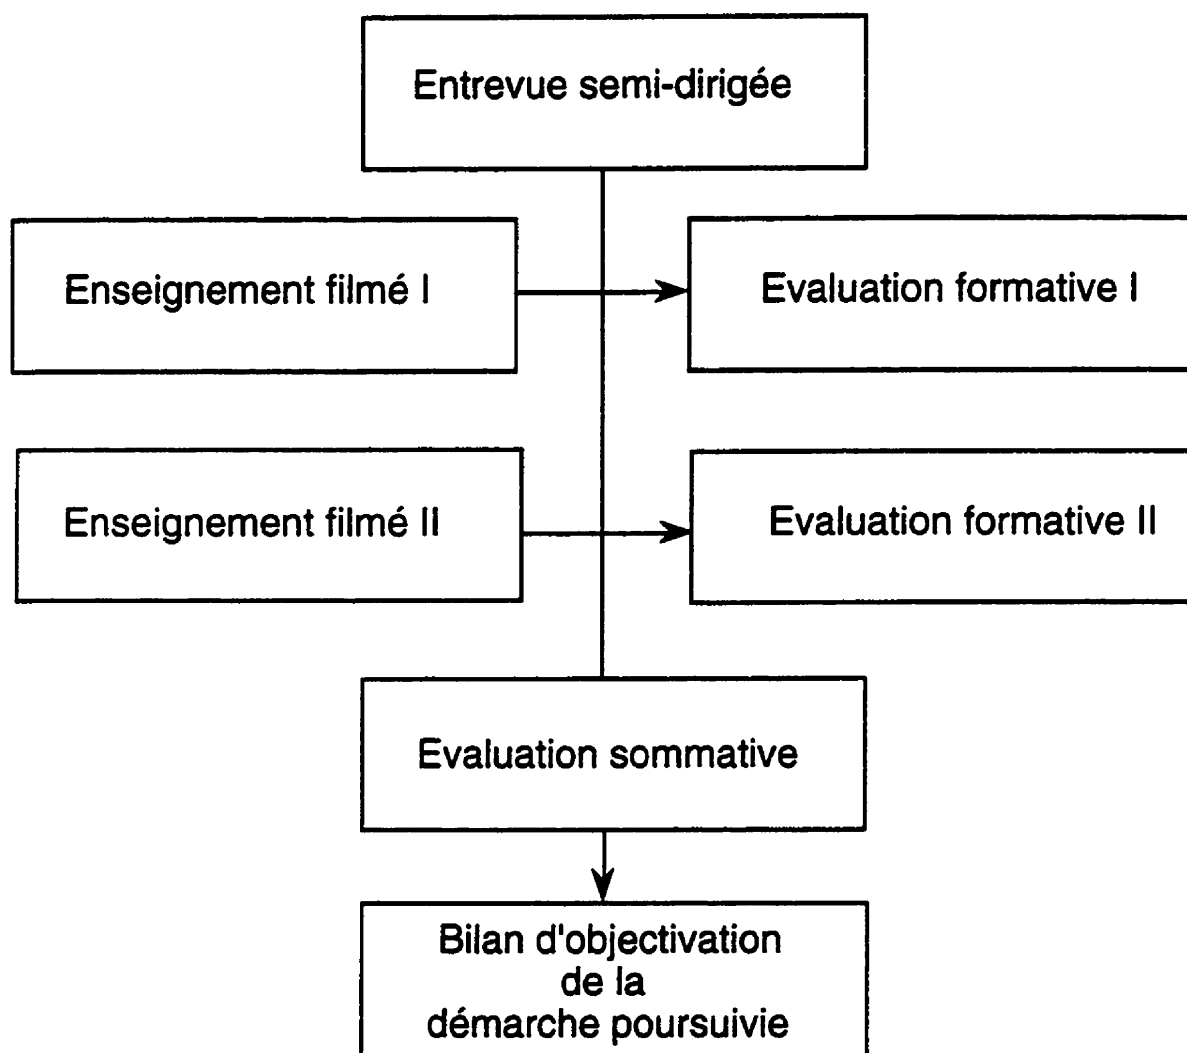 Entrevue semi-dirigée
Enseignement filmé I
Evaluation formative I
Enseignement filmé II
Evaluation formative II
Evaluation sommative
Bilan d'objectivation
de la
démarche poursuivie